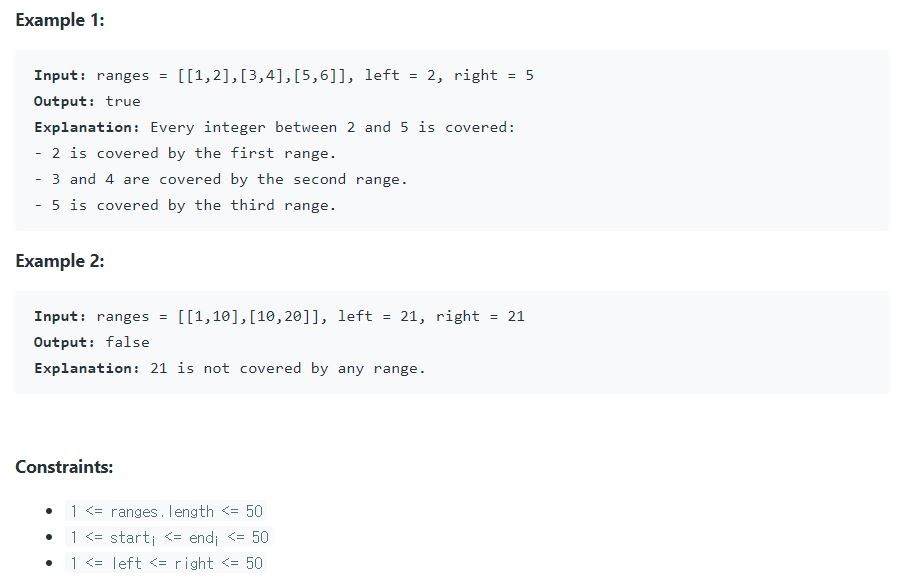 Example 1:
Input: ranges = [[1,2],[3,4],[5,6]], left = 2, right = 5
Output: true
Explanation: Every integer between 2 and 5 is covered:
- 2 is covered by the first range.
- 3 and 4 are covered by the second range.
- 5 is covered by the third range.
Example 2:
Input: ranges = [[1,10],[10,20]], left = 21, right = 21
Output: false
Explanation: 21 is not covered by any range.
Constraints:
• 1 <= ranges.length <= 50
• 1 <= startᵢ <= endᵢ <= 50
• 1 <= left <= right <= 50